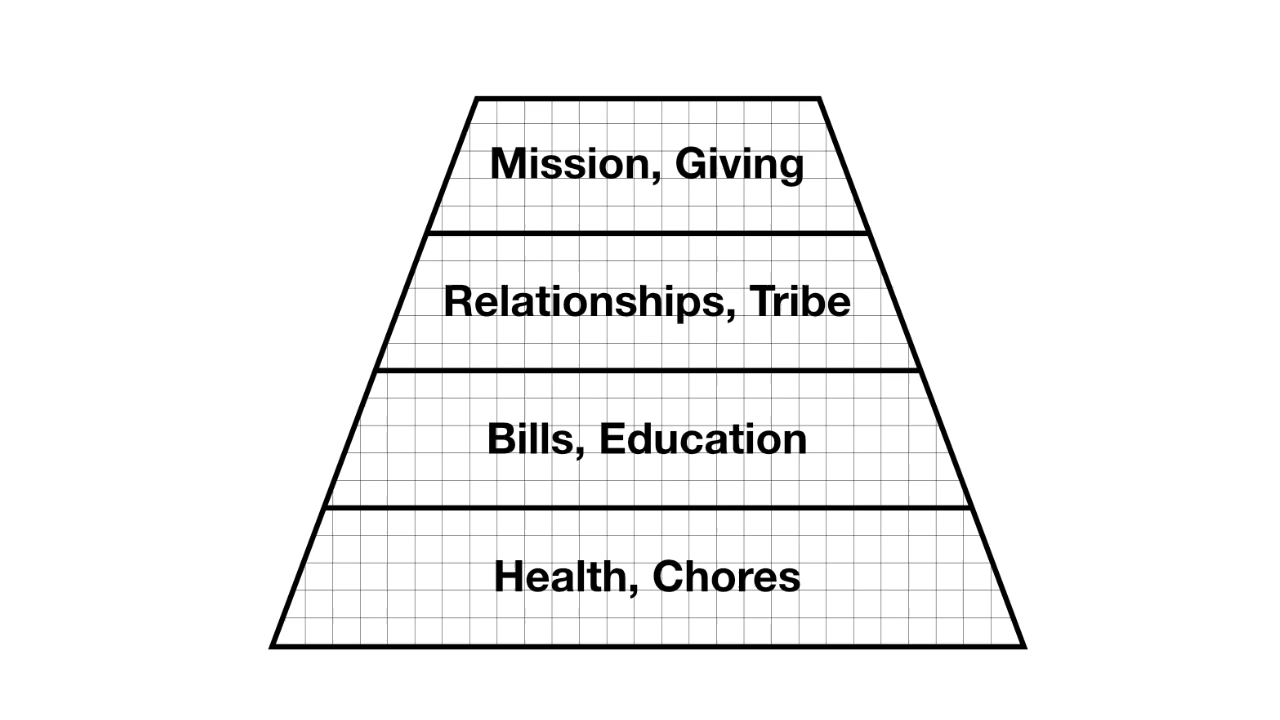 Mission, Giving
Relationships, Tribe
Bills, Education
Health, Chores